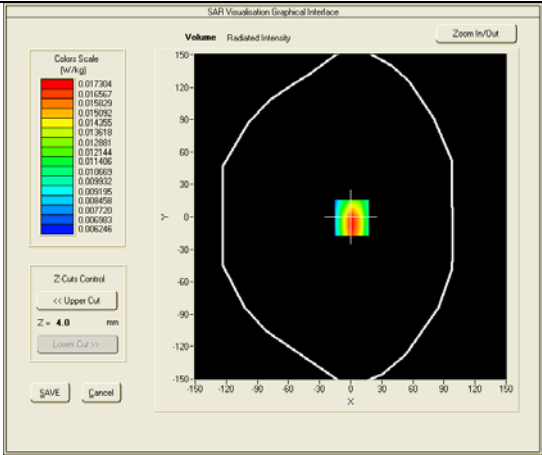 SAR Visualisation Graphical Interface
Volume Radiated Intensity
Zoom In/Out
Colors Scale
(W/kg)
0.017304
0.016567
0.015829
0.015092
0.014355
0.013618
0.012881
0.012144
0.011406
0.010669
0.009932
0.009195
0.008458
0.007720
0.006983
0.006246
Z-Cuts Control
<< Upper Cut
Z = 4.0 mm
Lower Cut >>
SAVE Cancel
150
120
90
60
30
0
-30
-60
-90
-120
-150
Y
-150 -120 -90 -60 -30 0 30 60 90 120 150
X